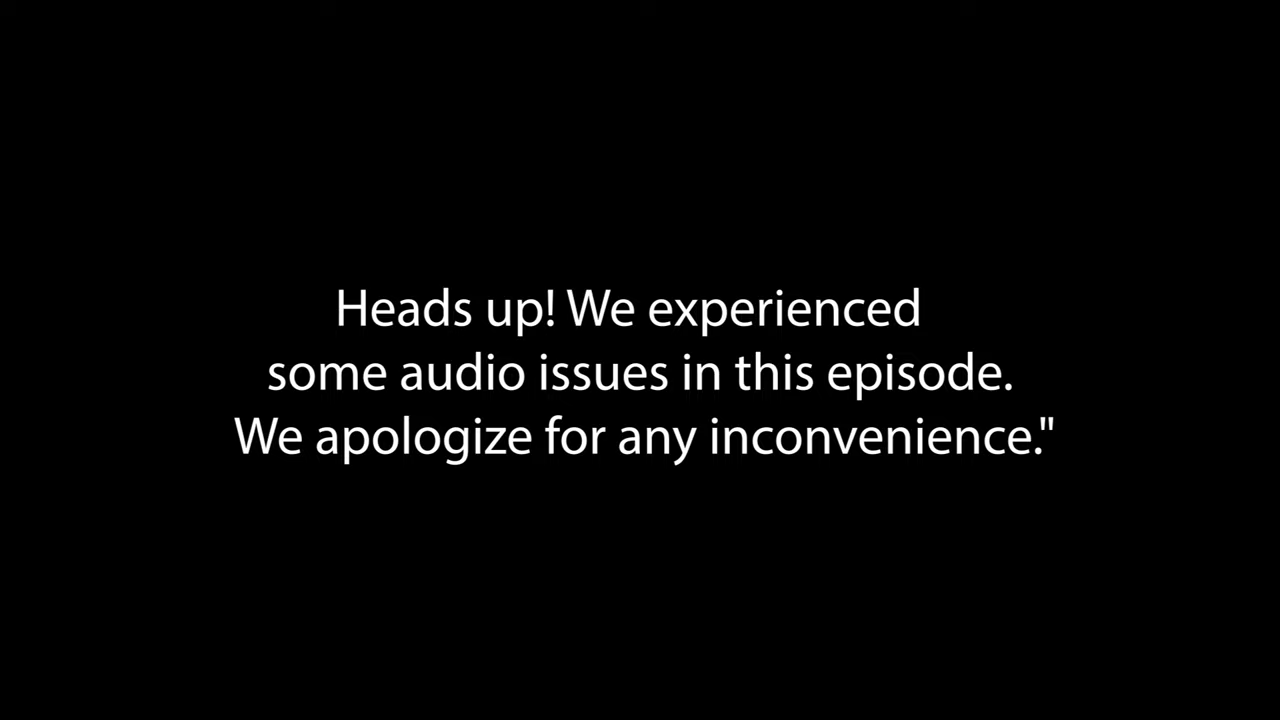 Heads up! We experienced
some audio issues in this episode.
We apologize for any inconvenience."